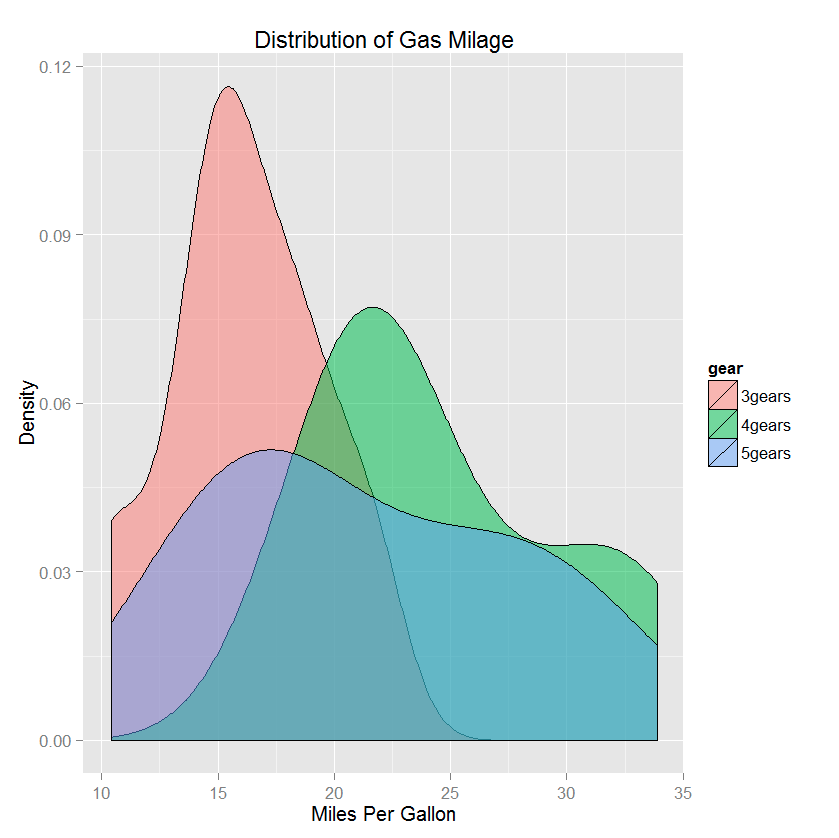 Distribution of Gas Milage
Density
0.12
0.09
0.06
0.03
0.00
10 15 20 25 30 35
Miles Per Gallon
gear
3gears
4gears
5gears